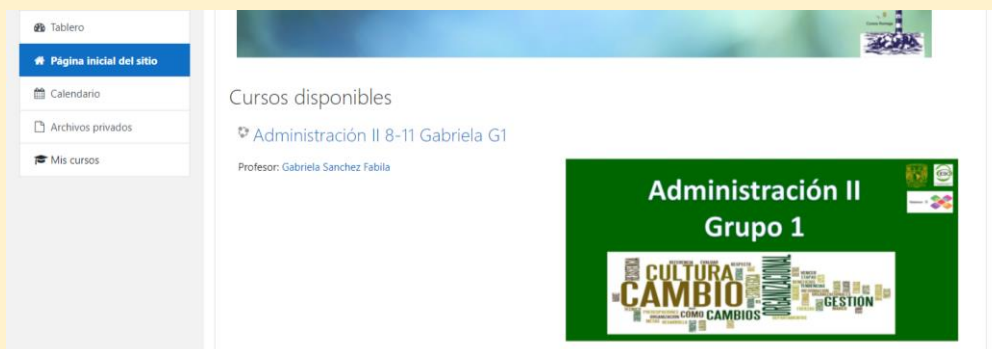 Tablero
Página inicial del sitio
Calendario
Archivos privados
Mis cursos
Cursos disponibles
Administración II 8-11 Gabriela G1
Profesor: Gabriela Sanchez Fabila
Administración II
Grupo 1
CULTURA
CAMBIO
ORGANIZACIONAL
GESTION
COMO CAMBIOS